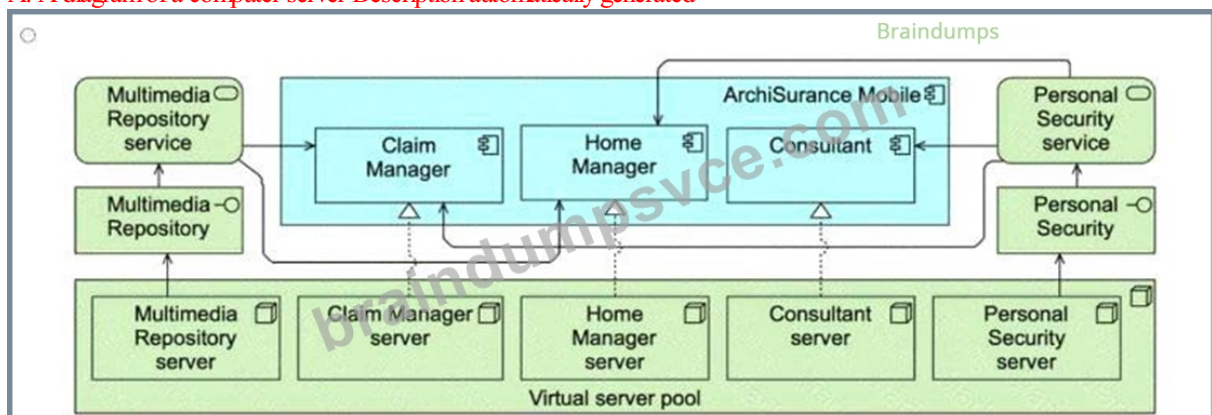 A. A diagram of a computer server Description automatically generated
Braindumps
Multimedia
Repository
service
ArchiSurance Mobile
Personal
Security
service
Claim
Manager
Home
Manager
Consultant
Multimedia
Repository
Personal
Security
braindumpsvce.com
Multimedia
Repository
server
Claim Manager
server
Home
Manager
server
Consultant
server
Personal
Security
server
Virtual server pool